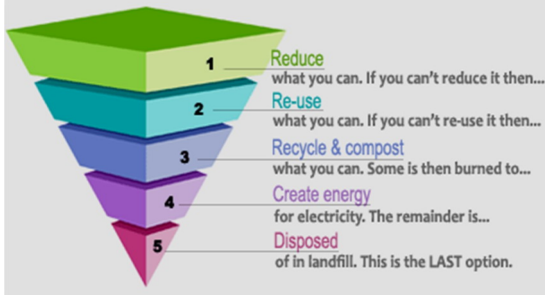 1
Reduce
what you can. If you can't reduce it then...
2
Re-use
what you can. If you can't re-use it then...
3
Recycle & compost
what you can. Some is then burned to...
4
Create energy
for electricity. The remainder is...
5
Disposed
of in landfill. This is the LAST option.